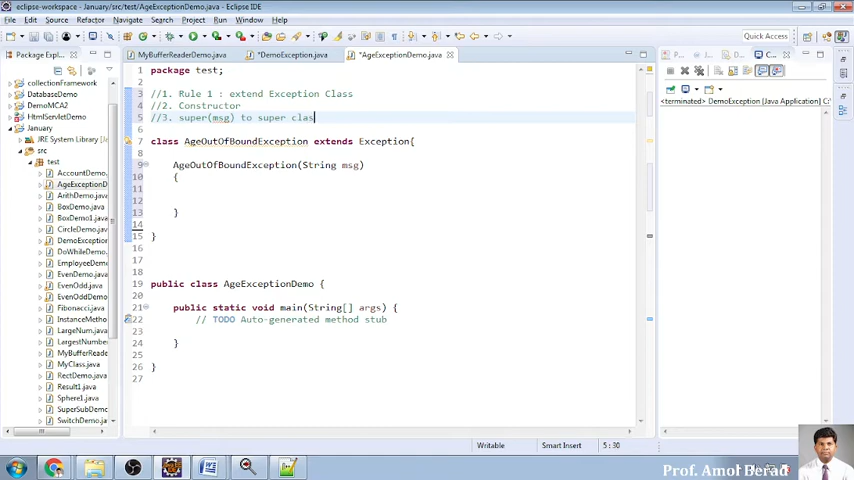 eclipse-workspace - January/src/test/AgeExceptionDemo.java - Eclipse IDE
File Edit Source Refactor Navigate Search Project Run Window Help
Quick Access
Package Expl...
MyBufferReaderDemo.java
*DemoException.java
*AgeExceptionDemo.java
collectionFramework
DatabaseDemo
DemoMCA2
HtmlServletDemo
January
JRE System Library [
src
test
AccountDemo.
AgeExceptionD
ArithDemo.java
BoxDemo.java
BoxDemo1.java
CircleDemo.java
DemoException
DoWhileDemo.
EmployeeDemo
EvenDemo.java
EvenOdd.java
EvenOddDemo
Fibonacci.java
InstanceMetho
LargeNum.java
LargestDemo.ja
MyBufferReade
MyClass.java
RectDemo.java
Result1.java
Sphere1.java
SuperSubDemo
SwitchDemo.ja
1 package test;
2
3 //1. Rule 1 : extend Exception Class
4 //2. Constructor
5 //3. super(msg) to super clas
6
7 class AgeOutOfBoundException extends Exception{
8
9 AgeOutOfBoundException(String msg)
10 {
11
12
13 }
14
15 }
16
17
18
19 public class AgeExceptionDemo {
20
21 public static void main(String[] args) {
22 // TODO Auto-generated method stub
23
24 }
25
26 }
27
<terminated> DemoException [Java Application] C:
Writable
Smart Insert
5 : 30
Prof. Amol Berad